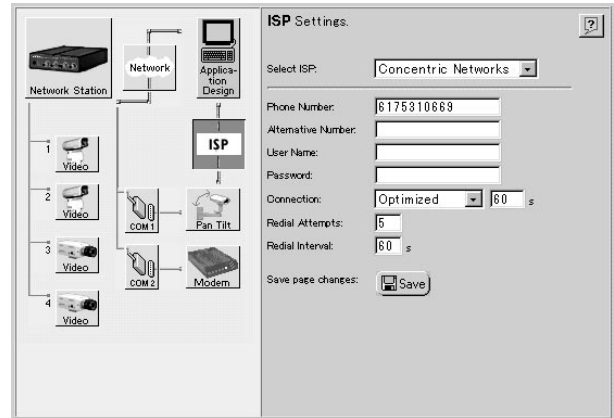 Network Station
Network
Applica-
tion
Design
ISP
1
Video
2
Video
3
Video
4
Video
COM 1
Pan Tilt
COM 2
Modem
ISP Settings.
?
Select ISP: Concentric Networks
Phone Number: 6175310669
Alternative Number:
User Name:
Password:
Connection: Optimized 60 s
Redial Attempts: 5
Redial Interval: 60 s
Save page changes: Save